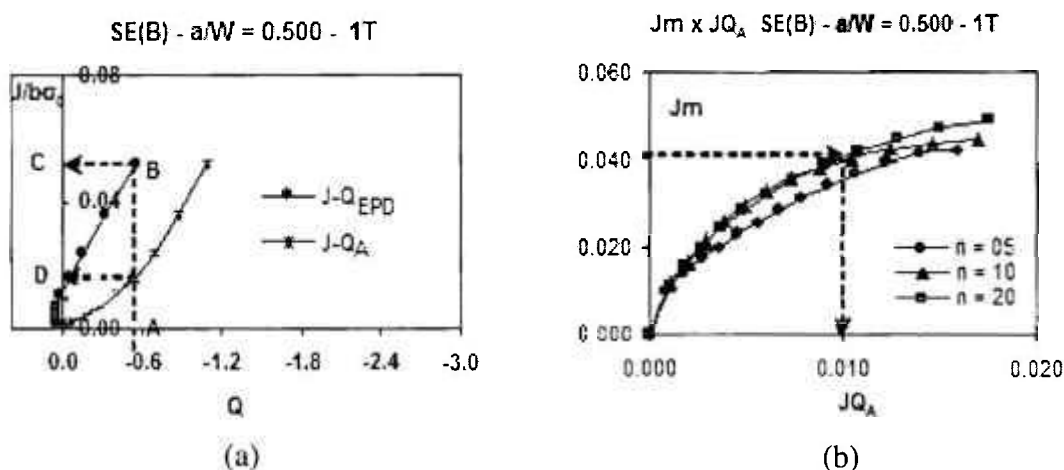 SE(B) - a/W = 0.500 - 1T
0.08
J/bσ
C
B
0.04
J-Q EPD
J-QA
D
0.00
A
0.0 -0.6 -1.2 -1.8 -2.4 -3.0
Q
(a)
Jm x JQA SE(B) - a/W = 0.500 - 1T
0.060
Jm
0.040
0.020
n = 05
n = 10
n = 20
0.000
0.000 0.010 0.020
JQA
(b)